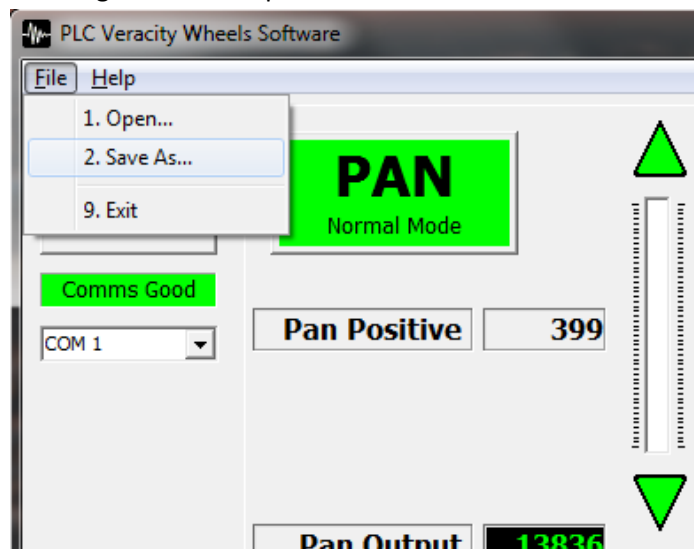 PLC Veracity Wheels Software
File Help
1. Open...
2. Save As...
9. Exit
PAN
Normal Mode
Comms Good
COM 1
Pan Positive 399
Pan Output 13836